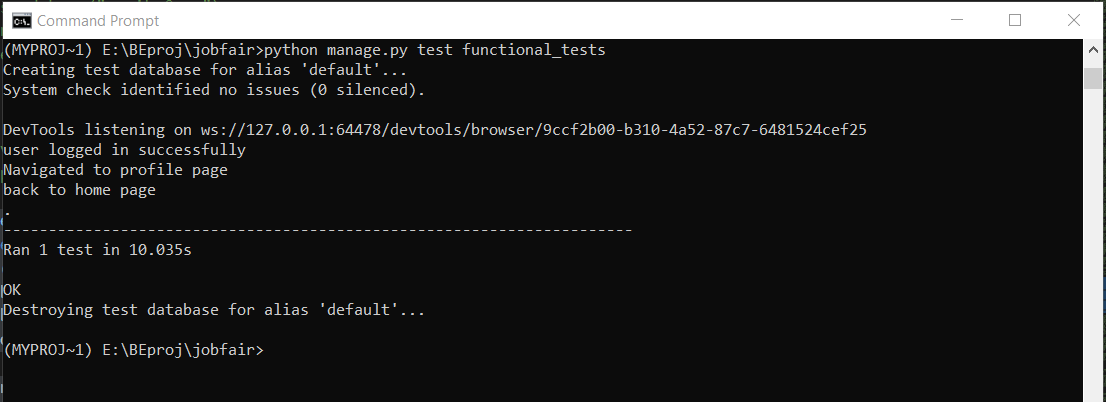 Command Prompt
(MYPROJ~1) E:\BEproj\jobfair>python manage.py test functional_tests
Creating test database for alias 'default'...
System check identified no issues (0 silenced).
DevTools listening on ws://127.0.0.1:64478/devtools/browser/9ccf2b00-b310-4a52-87c7-6481524cef25
user logged in successfully
Navigated to profile page
back to home page
.
----------------------------------------------------------------------
Ran 1 test in 10.035s
OK
Destroying test database for alias 'default'...
(MYPROJ~1) E:\BEproj\jobfair>